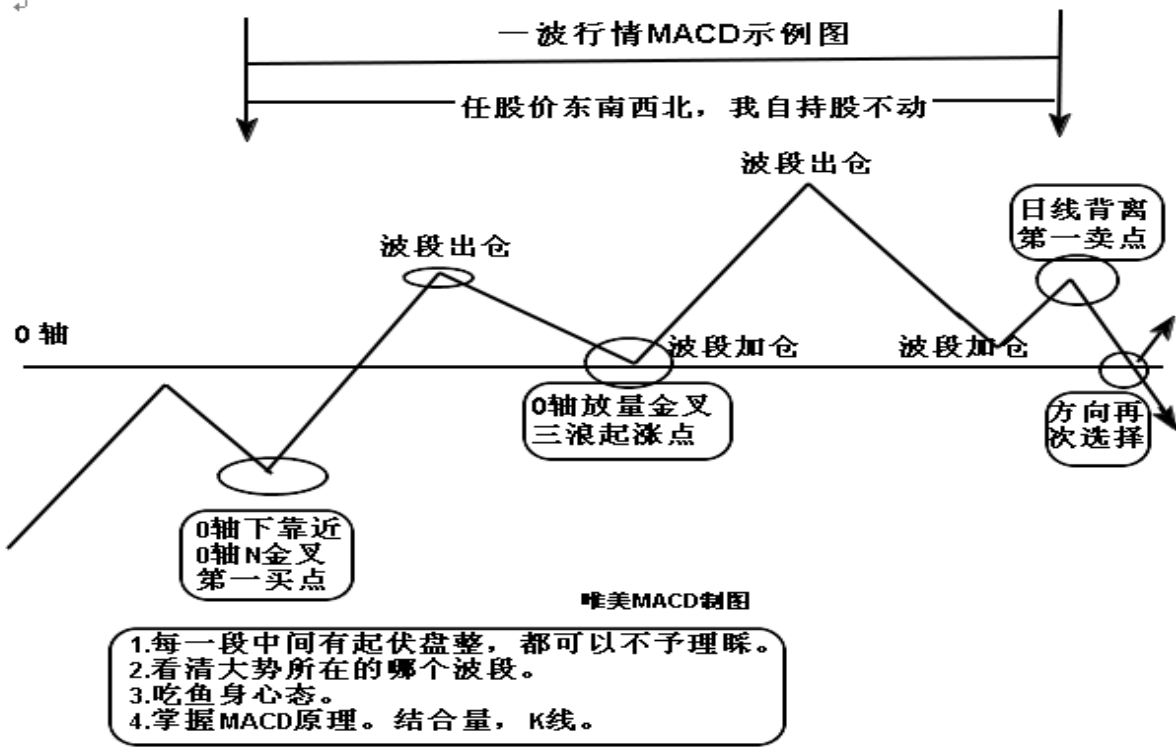 一波行情MACD示例图
任股价东南西北，我自持股不动
波段出仓
日线背离
第一卖点
波段出仓
0 轴
波段加仓
波段加仓
0轴放量金叉
三浪起涨点
方向再
次选择
0轴下靠近
0轴N金叉
第一买点
唯美MACD制图
1.每一段中间有起伏盘整，都可以不予理睬。
2.看清大势所在的哪个波段。
3.吃鱼身心态。
4.掌握MACD原理。结合量，K线。